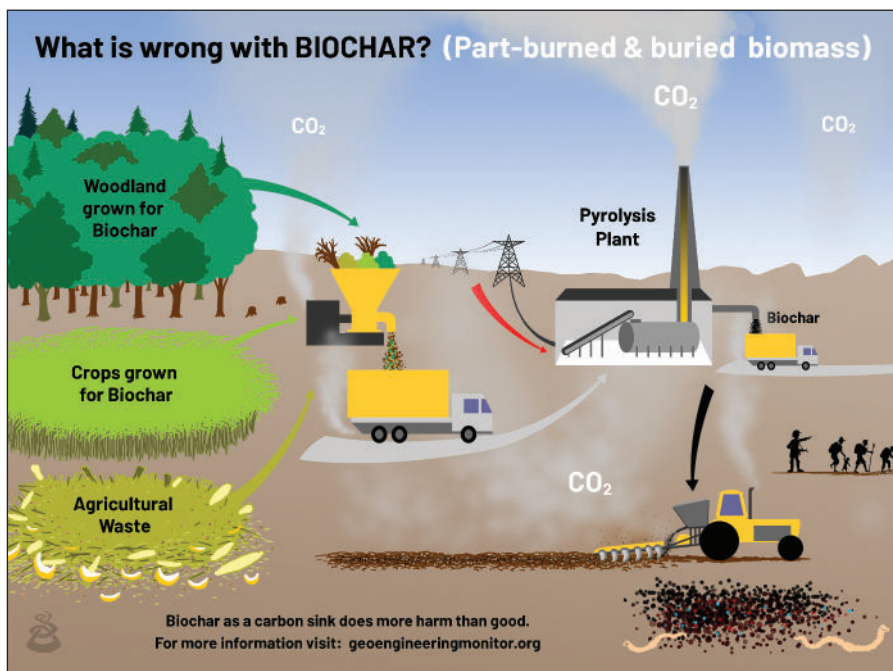 What is wrong with BIOCHAR? (Part-burned & buried biomass)
CO₂
CO₂
CO₂
Woodland
grown for
Biochar
Pyrolysis
Plant
Biochar
Crops grown
for Biochar
CO₂
Agricultural
Waste
Biochar as a carbon sink does more harm than good.
For more information visit: geoengineeringmonitor.org